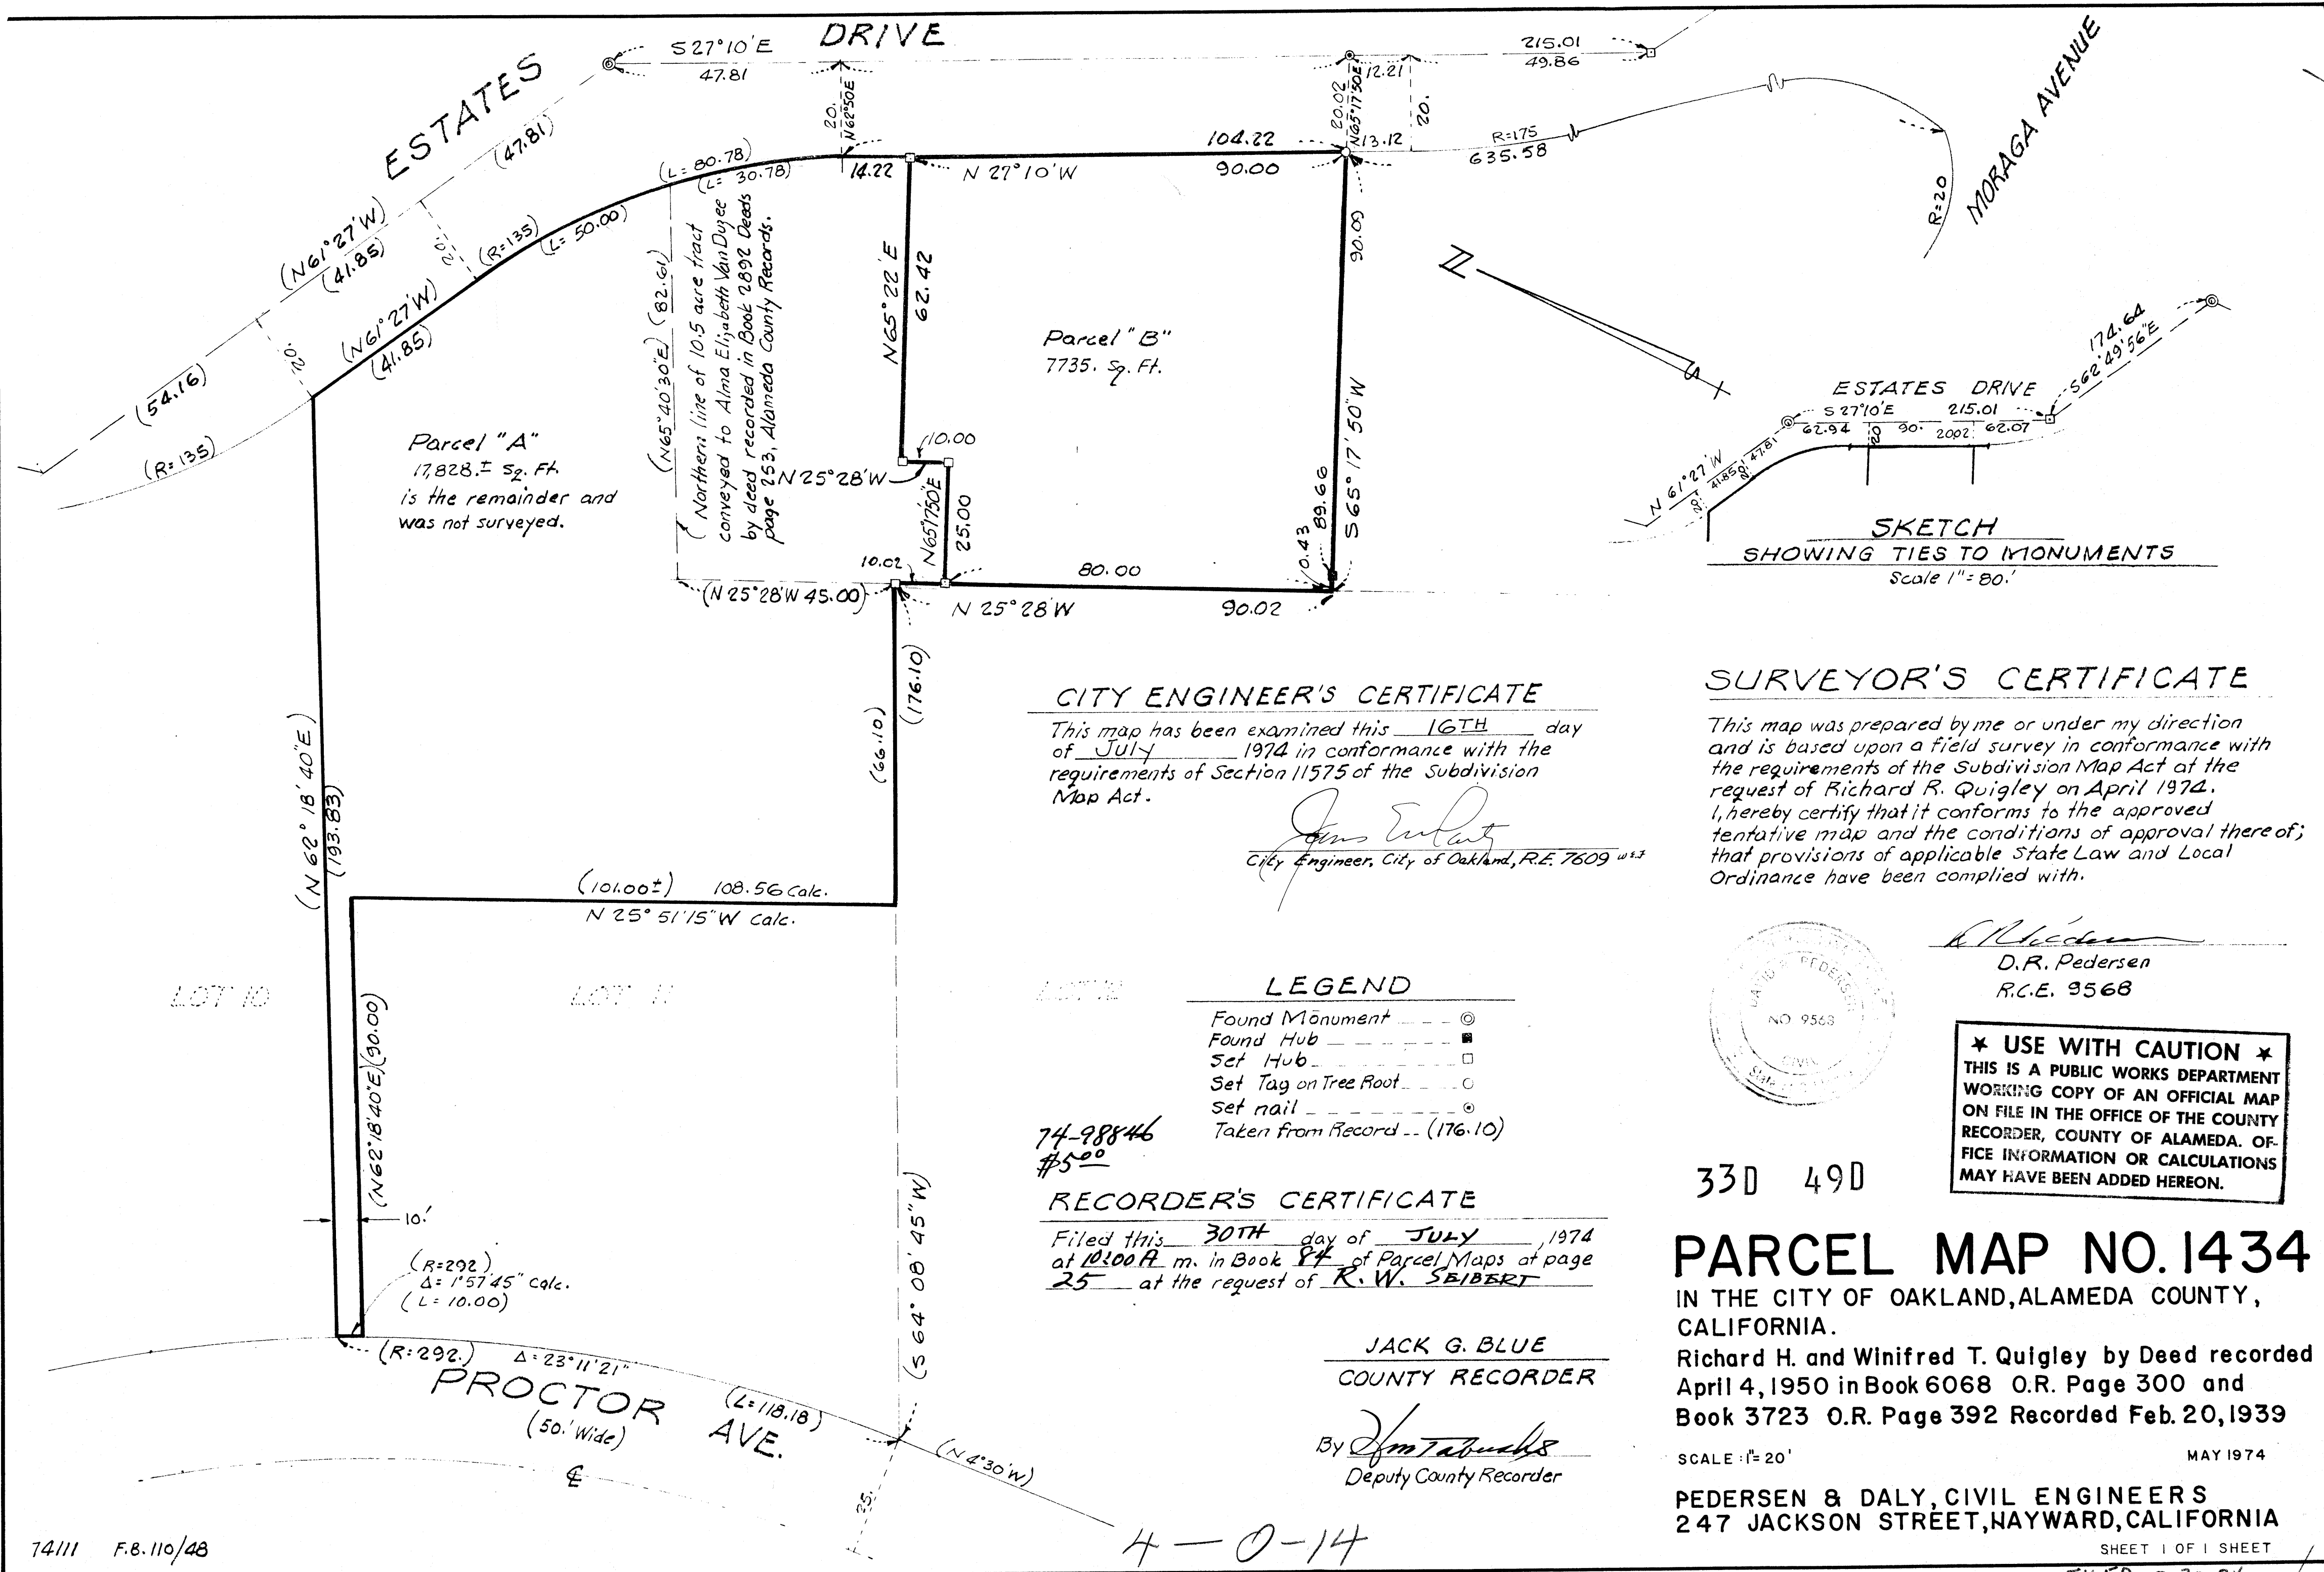 ESTATES DRIVE
S 27°10' E
47.81
(47.81)
20.
N62°50'E
20.02
N65°17'50"E
12.21
215.01
49.86
20.
13.12
R=175
635.58
R=20
MORAGA AVENUE
(N61°27'W)
(41.85)
20.
(54.16)
20.
(R=135)
(N61°27'W)
(41.85)
(R=135)
(L=50.00)
(L=80.78)
(L=30.78)
14.22
N 27°10'W
104.22
90.00
(N65°40'30"E) (82.61)
( Northern line of 10.5 acre tract
conveyed to Alma Elizabeth Van Duzee
by deed recorded in Book 2892 Deeds
page 253, Alameda County Records.
N65°22'E
62.42
Parcel "B"
7735. Sq. Ft.
90.09
S 65°17'50"W
89.66
0.43
10.00
N 25°28'W
N65°17'50"E
25.00
10.02
80.00
(N 25°28'W 45.00)
N 25°28'W
90.02
Parcel "A"
17,828.± Sq. Ft.
is the remainder and
was not surveyed.
N
ESTATES DRIVE
S 27°10'E 215.01
62.94 20 90. 20.02 62.07
174.64
S62°49'56"E
N 61°27'W
41.85 47.81
20.
20.
SKETCH
SHOWING TIES TO MONUMENTS
Scale 1"=80.'
(N 62°18'40"E)
(193.83)
(66.10)
(176.10)
(101.00±) 108.56 Calc.
N 25°51'15"W Calc.
LOT 10
LOT 11
LOT 12
(N62°18'40"E)(90.00)
10.'
(R=292)
Δ=1°57'45" Calc.
(L=10.00)
(R=292.)
Δ=23°11'21"
(L=118.18)
PROCTOR AVE.
(50.' Wide)
℄
(S 64°08'45"W)
(N 4°30'W)
25.
CITY ENGINEER'S CERTIFICATE
This map has been examined this 16TH day
of July 1974 in conformance with the
requirements of Section 11575 of the Subdivision
Map Act.
City Engineer, City of Oakland, R.E. 7609
SURVEYOR'S CERTIFICATE
This map was prepared by me or under my direction
and is based upon a field survey in conformance with
the requirements of the Subdivision Map Act at the
request of Richard R. Quigley on April 1974.
I, hereby certify that it conforms to the approved
tentative map and the conditions of approval there of;
that provisions of applicable State Law and Local
Ordinance have been complied with.
D.R. Pedersen
R.C.E. 9568
NO 9568
CIVIL
LEGEND
Found Monument
Found Hub
Set Hub
Set Tag on Tree Root
Set nail
Taken from Record -- (176.10)
74-98846
$5.00
RECORDER'S CERTIFICATE
Filed this 30TH day of JULY, 1974
at 10:00 A m. in Book 84 of Parcel Maps at page
25 at the request of R. W. SEIBERT
JACK G. BLUE
COUNTY RECORDER
By
Deputy County Recorder
★ USE WITH CAUTION ★
THIS IS A PUBLIC WORKS DEPARTMENT
WORKING COPY OF AN OFFICIAL MAP
ON FILE IN THE OFFICE OF THE COUNTY
RECORDER, COUNTY OF ALAMEDA. OF-
FICE INFORMATION OR CALCULATIONS
MAY HAVE BEEN ADDED HEREON.
33D 49D
PARCEL MAP NO. 1434
IN THE CITY OF OAKLAND, ALAMEDA COUNTY,
CALIFORNIA.
Richard H. and Winifred T. Quigley by Deed recorded
April 4, 1950 in Book 6068 O.R. Page 300 and
Book 3723 O.R. Page 392 Recorded Feb. 20, 1939
SCALE: 1"=20'
MAY 1974
PEDERSEN & DALY, CIVIL ENGINEERS
247 JACKSON STREET, HAYWARD, CALIFORNIA
SHEET 1 OF 1 SHEET
74111 F.B. 110/48
4-0-14